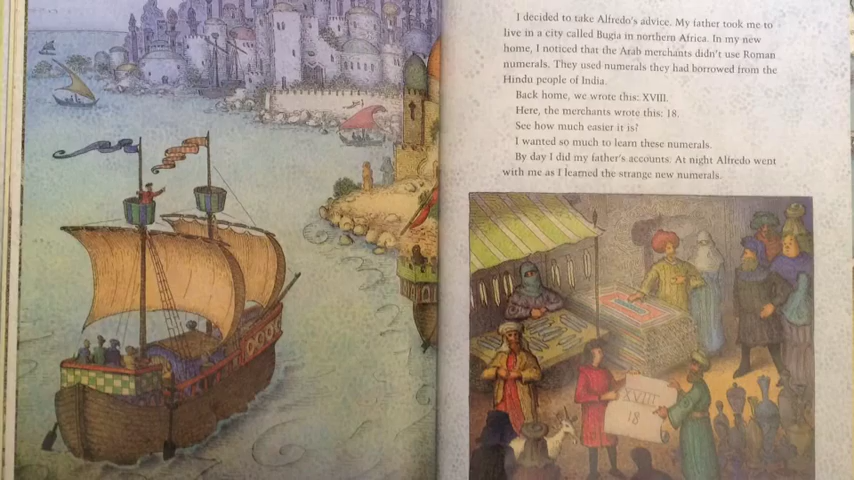 I decided to take Alfredo's advice. My father took me to
live in a city called Bugia in northern Africa. In my new
home, I noticed that the Arab merchants didn't use Roman
numerals. They used numerals they had borrowed from the
Hindu people of India.
Back home, we wrote this: XVIII.
Here, the merchants wrote this: 18.
See how much easier it is?
I wanted so much to learn these numerals.
By day I did my father's accounts. At night Alfredo went
with me as I learned the strange new numerals.
XVIII
18